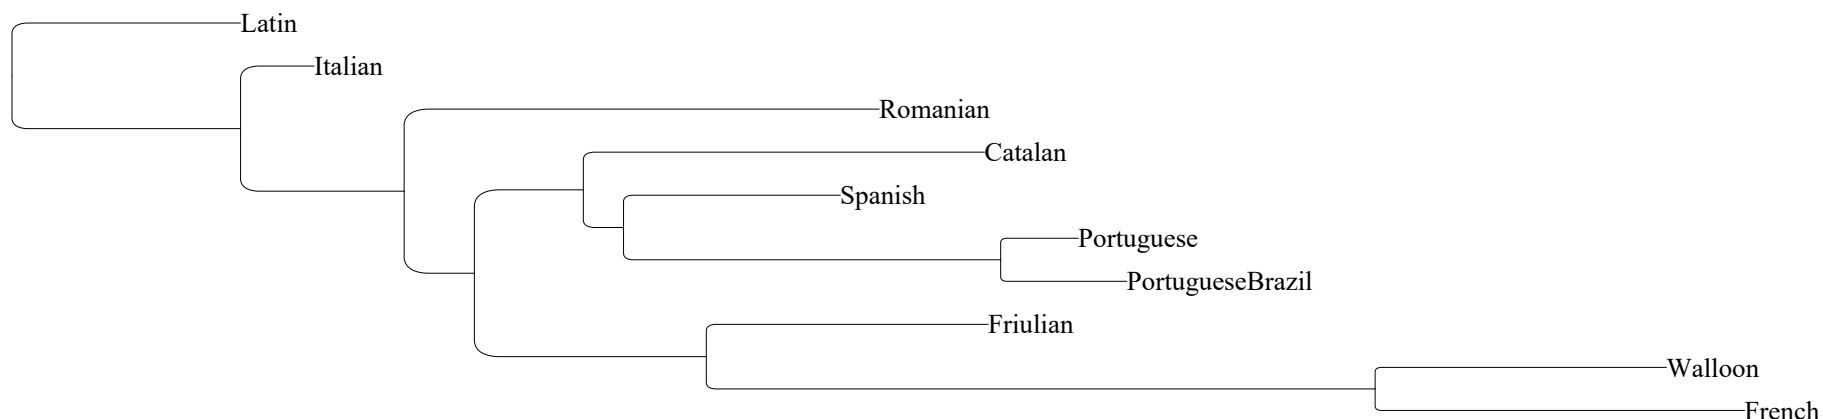 Latin
Italian
Romanian
Catalan
Spanish
Portuguese
PortugueseBrazil
Friulian
Walloon
French